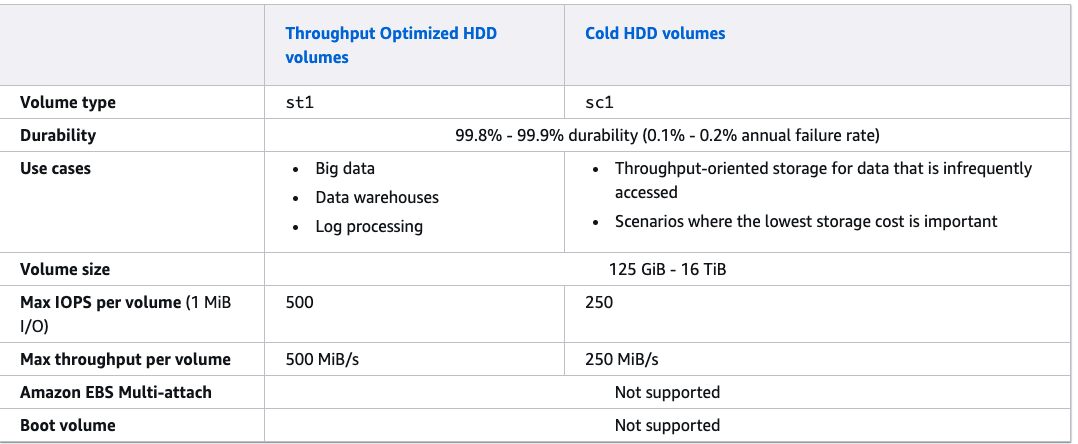 Throughput Optimized HDD
volumes
Cold HDD volumes
Volume type
st1
sc1
Durability
99.8% - 99.9% durability (0.1% - 0.2% annual failure rate)
Use cases
• Big data
• Data warehouses
• Log processing
• Throughput-oriented storage for data that is infrequently
accessed
• Scenarios where the lowest storage cost is important
Volume size
125 GiB - 16 TiB
Max IOPS per volume (1 MiB
I/O)
500
250
Max throughput per volume
500 MiB/s
250 MiB/s
Amazon EBS Multi-attach
Not supported
Boot volume
Not supported